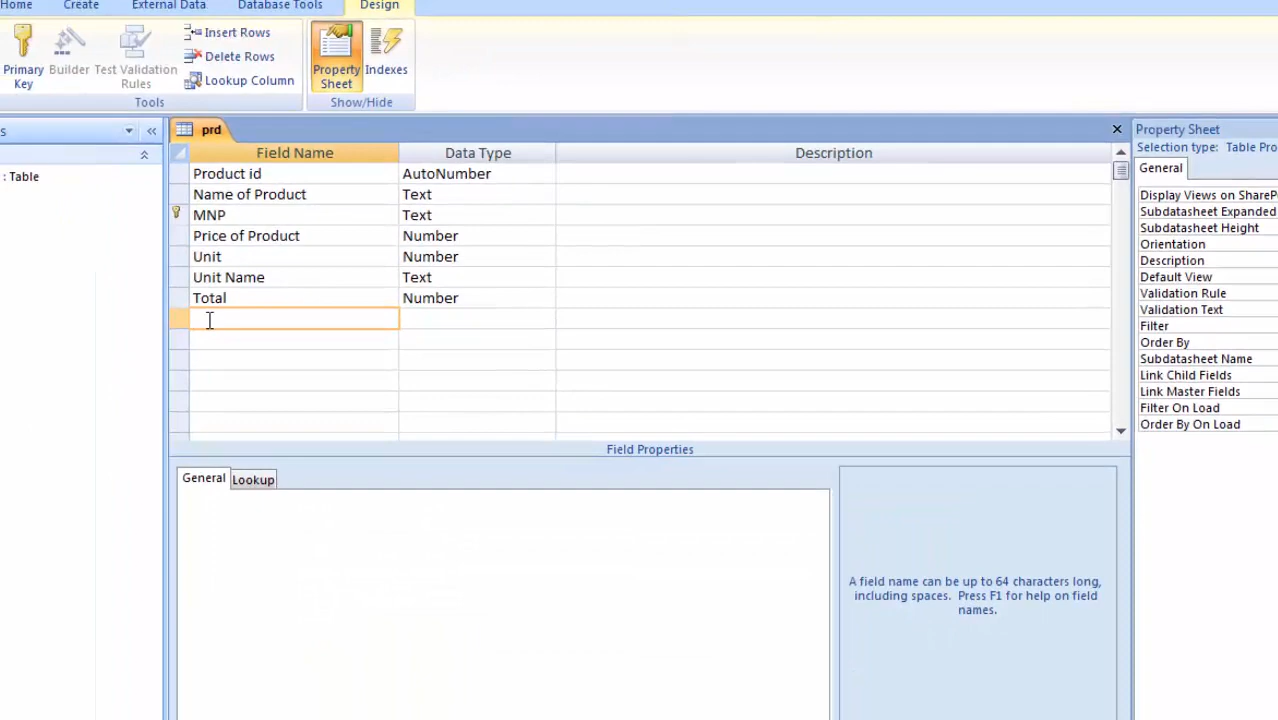 Home Create External Data Database Tools Design
Primary Key
Builder
Test Validation Rules
Insert Rows
Delete Rows
Lookup Column
Property Sheet
Indexes
Tools
Show/Hide
s
: Table
prd
Field Name Data Type Description
Product id AutoNumber
Name of Product Text
MNP Text
Price of Product Number
Unit Number
Unit Name Text
Total Number
Field Properties
General Lookup
A field name can be up to 64 characters long,
including spaces. Press F1 for help on field
names.
Property Sheet
Selection type: Table Pro
General
Display Views on ShareP
Subdatasheet Expanded
Subdatasheet Height
Orientation
Description
Default View
Validation Rule
Validation Text
Filter
Order By
Subdatasheet Name
Link Child Fields
Link Master Fields
Filter On Load
Order By On Load